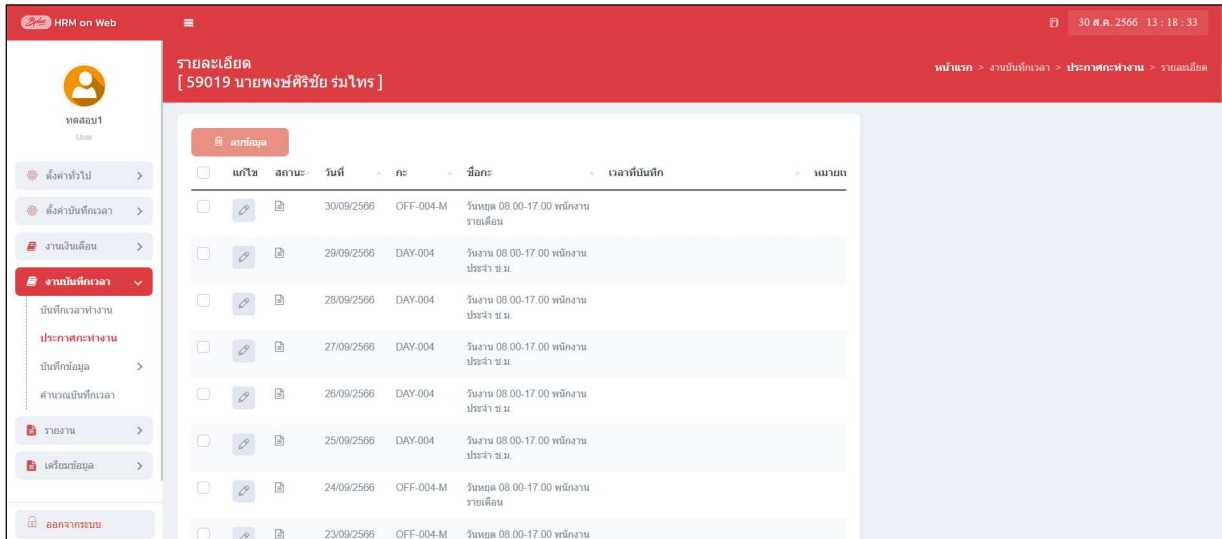 Bplus HRM on Web
30 ส.ค. 2566 13 : 18 : 33
รายละเอียด
[ 59019 นายพงษ์ศิริชัย ร่มไทร ]
หน้าแรก > งานบันทึกเวลา > ประกาศกะทำงาน > รายละเอียด
ทดสอบ1
User
ตั้งค่าทั่วไป
ตั้งค่าบันทึกเวลา
งานเงินเดือน
งานบันทึกเวลา
บันทึกเวลาทำงาน
ประกาศกะทำงาน
บันทึกข้อมูล
คำนวณบันทึกเวลา
รายงาน
เตรียมข้อมูล
ออกจากระบบ
ลบข้อมูล
แก้ไข สถานะ วันที่ กะ ชื่อกะ เวลาที่บันทึก
30/09/2566 OFF-004-M วันหยุด 08.00-17.00 พนักงาน
รายเดือน
29/09/2566 DAY-004 วันงาน 08.00-17.00 พนักงาน
ประจำ ช.ม.
28/09/2566 DAY-004 วันงาน 08.00-17.00 พนักงาน
ประจำ ช.ม.
27/09/2566 DAY-004 วันงาน 08.00-17.00 พนักงาน
ประจำ ช.ม.
26/09/2566 DAY-004 วันงาน 08.00-17.00 พนักงาน
ประจำ ช.ม.
25/09/2566 DAY-004 วันงาน 08.00-17.00 พนักงาน
ประจำ ช.ม.
24/09/2566 OFF-004-M วันหยุด 08.00-17.00 พนักงาน
รายเดือน
23/09/2566 OFF-004-M วันหยุด 08.00-17.00 พนักงาน